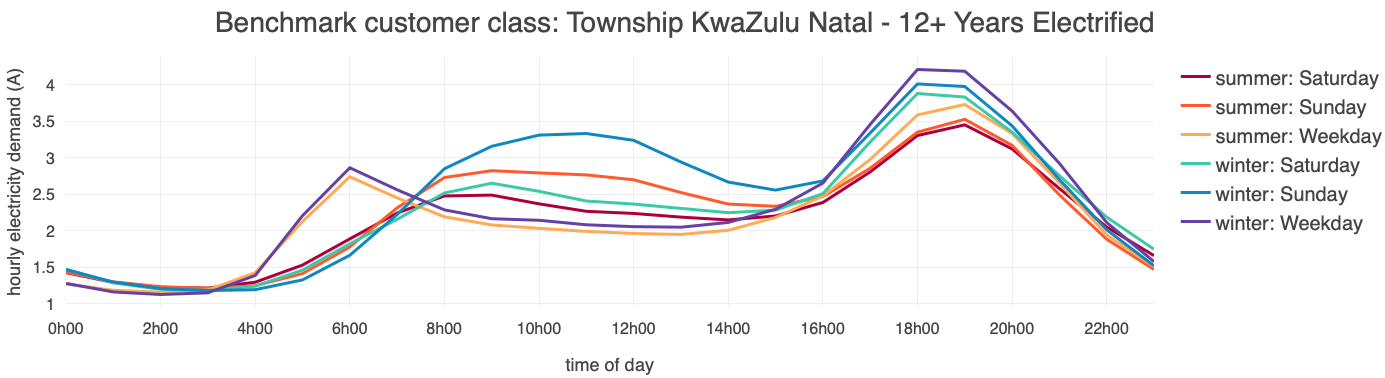 Benchmark customer class: Township KwaZulu Natal - 12+ Years Electrified
hourly electricity demand (A)
4
3.5
3
2.5
2
1.5
1
0h00 2h00 4h00 6h00 8h00 10h00 12h00 14h00 16h00 18h00 20h00 22h00
time of day
summer: Saturday
summer: Sunday
summer: Weekday
winter: Saturday
winter: Sunday
winter: Weekday